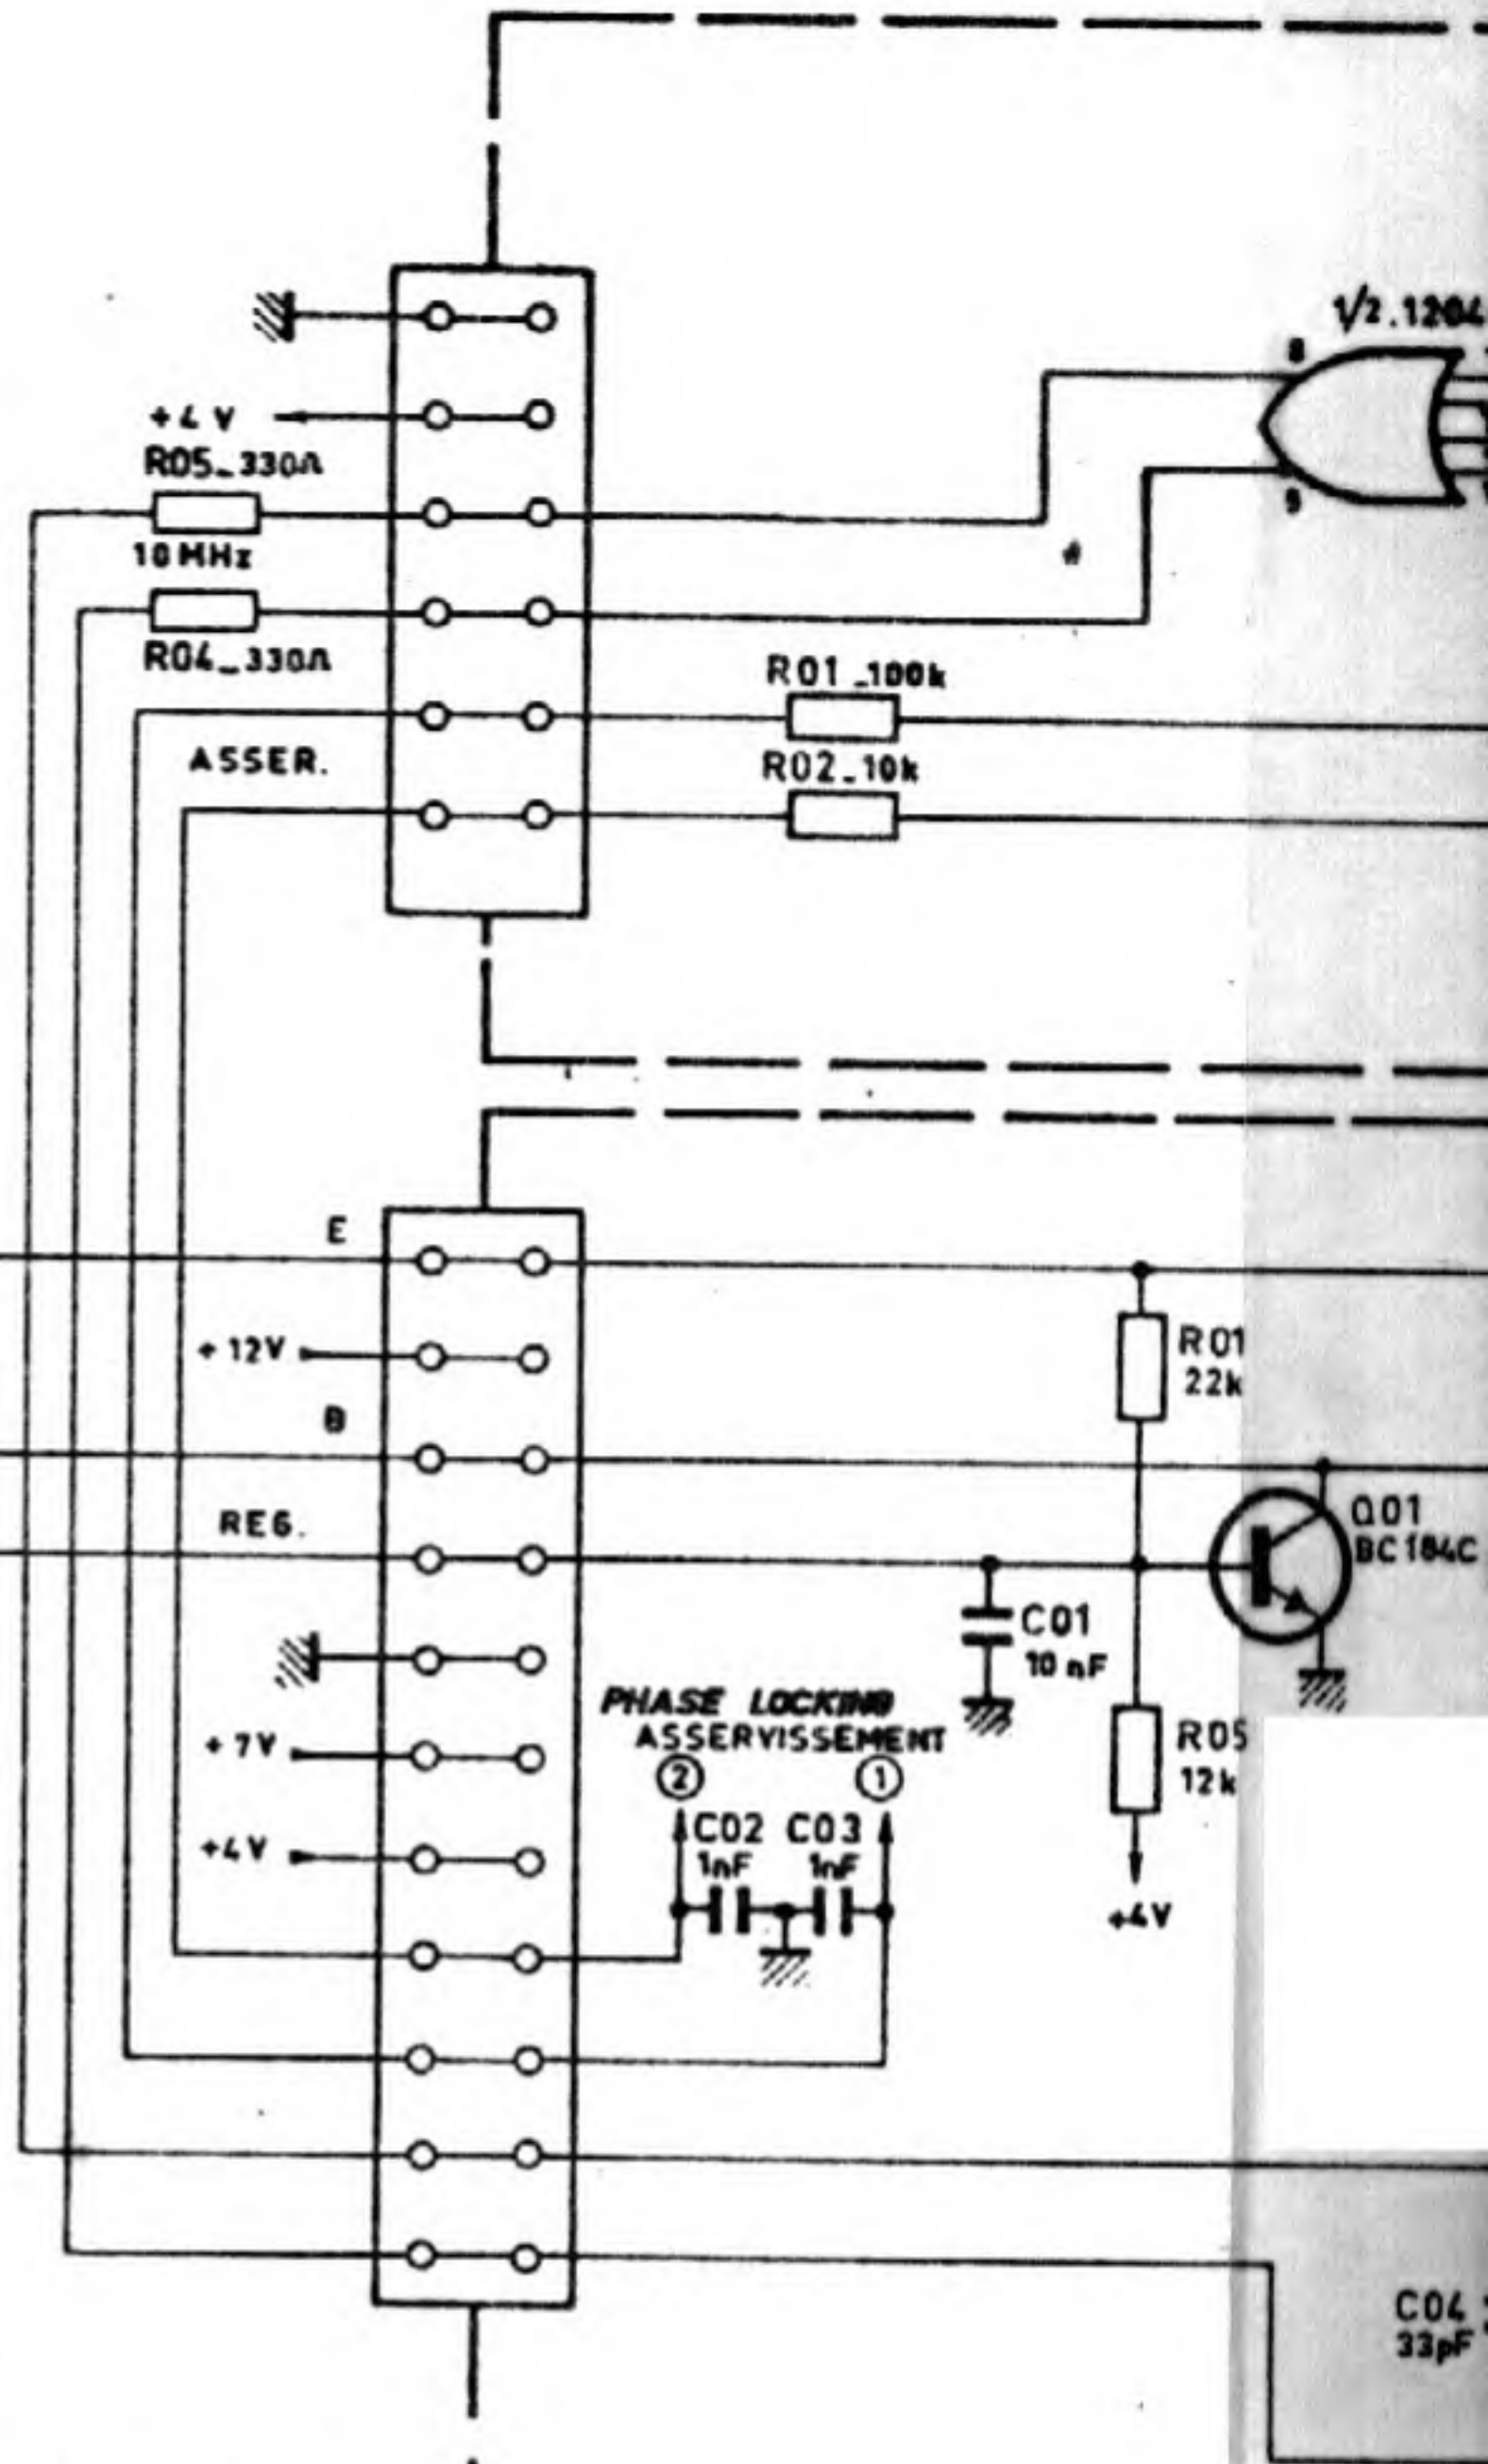 1/2.1204
8
+4 V
R05_330Ω
10 MHz
9
R04_330Ω
R01_100k
ASSER.
R02_10k
E
+12V
R01
22k
B
REG.
Q01
BC184C
C01
10 nF
PHASE LOCKING
ASSERVISSEMENT
+7V
R05
12k
2 1
C02 C03
1nF 1nF
+4V
+4V
C04
33pF